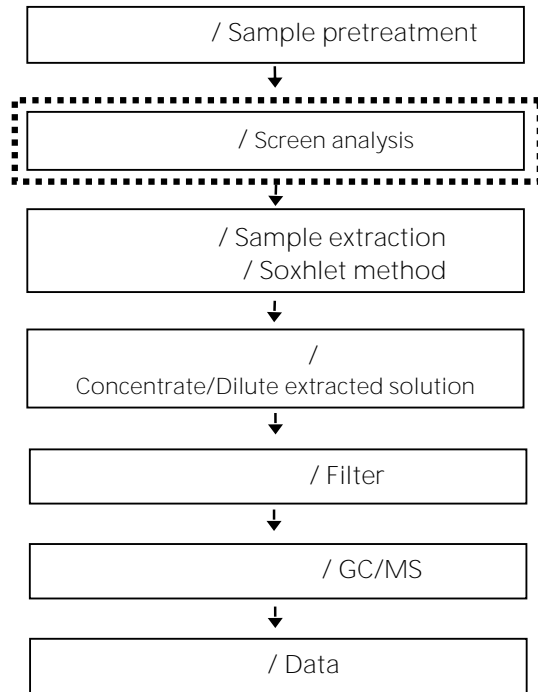 / Sample pretreatment
/ Screen analysis
/ Sample extraction
/ Soxhlet method
/
Concentrate/Dilute extracted solution
/ Filter
/ GC/MS
/ Data